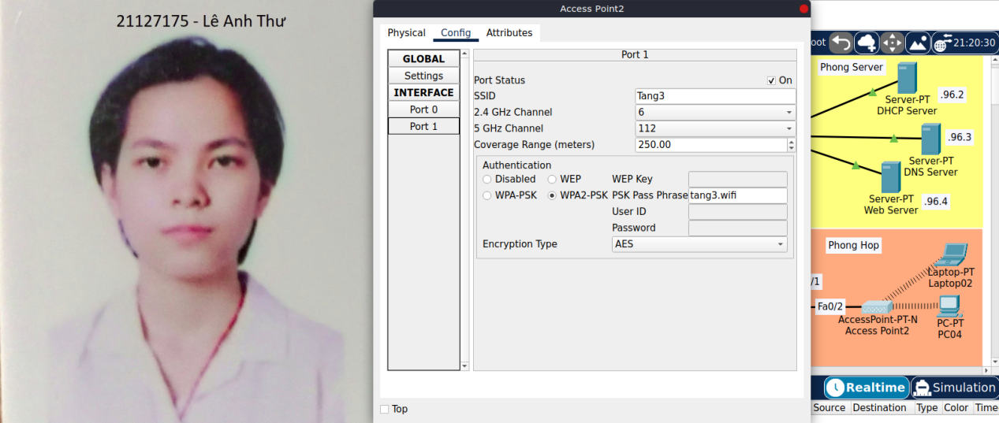 21127175 - Lê Anh Thư
Access Point2
Physical Config Attributes
GLOBAL
Settings
INTERFACE
Port 0
Port 1
Port 1
Port Status
On
SSID
Tang3
2.4 GHz Channel
6
5 GHz Channel
112
Coverage Range (meters)
250.00
Authentication
Disabled WEP WEP Key
WPA-PSK WPA2-PSK PSK Pass Phrase tang3.wifi
User ID
Password
Encryption Type AES
Top
oot
21:20:30
Phong Server
Server-PT
DHCP Server
.96.2
.96.3
Server-PT
DNS Server
Server-PT
Web Server
.96.4
Phong Hop
Laptop-PT
Laptop02
/1
Fa0/2
AccessPoint-PT-N
Access Point2
PC-PT
PC04
Realtime Simulation
Source Destination Type Color Time